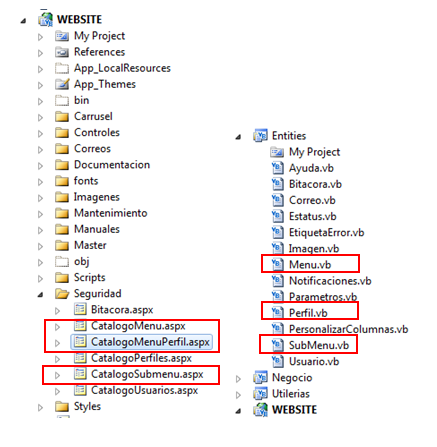 WEBSITE
My Project
References
App_LocalResources
App_Themes
bin
Carrusel
Controles
Correos
Documentacion
fonts
Imagenes
Mantenimiento
Manuales
Master
obj
Scripts
Seguridad
Bitacora.aspx
CatalogoMenu.aspx
CatalogoMenuPerfil.aspx
CatalogoPerfiles.aspx
CatalogoSubmenu.aspx
CatalogoUsuarios.aspx
Styles
Entities
My Project
Ayuda.vb
Bitacora.vb
Correo.vb
Estatus.vb
EtiquetaError.vb
Imagen.vb
Menu.vb
Notificaciones.vb
Parametros.vb
Perfil.vb
PersonalizarColumnas.vb
SubMenu.vb
Usuario.vb
Negocio
Utilerias
WEBSITE